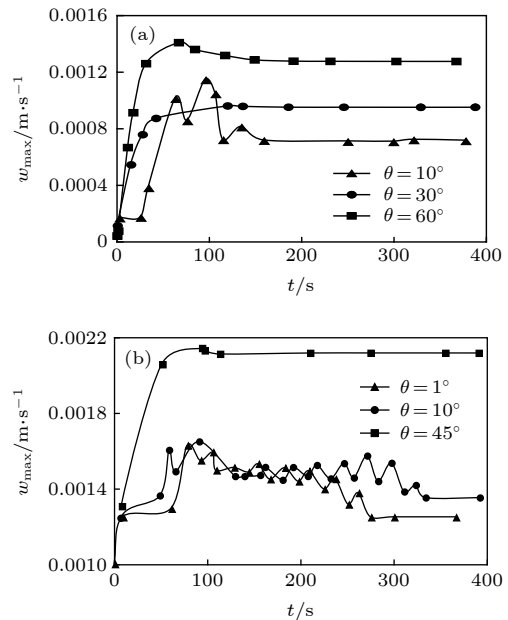 (a)
0.0016
0.0012
0.0008
0.0004
0
w_max/m·s⁻¹
θ = 10°
θ = 30°
θ = 60°
0 100 200 300 400
t/s
(b)
0.0022
0.0018
0.0014
0.0010
w_max/m·s⁻¹
θ = 1°
θ = 10°
θ = 45°
0 100 200 300 400
t/s